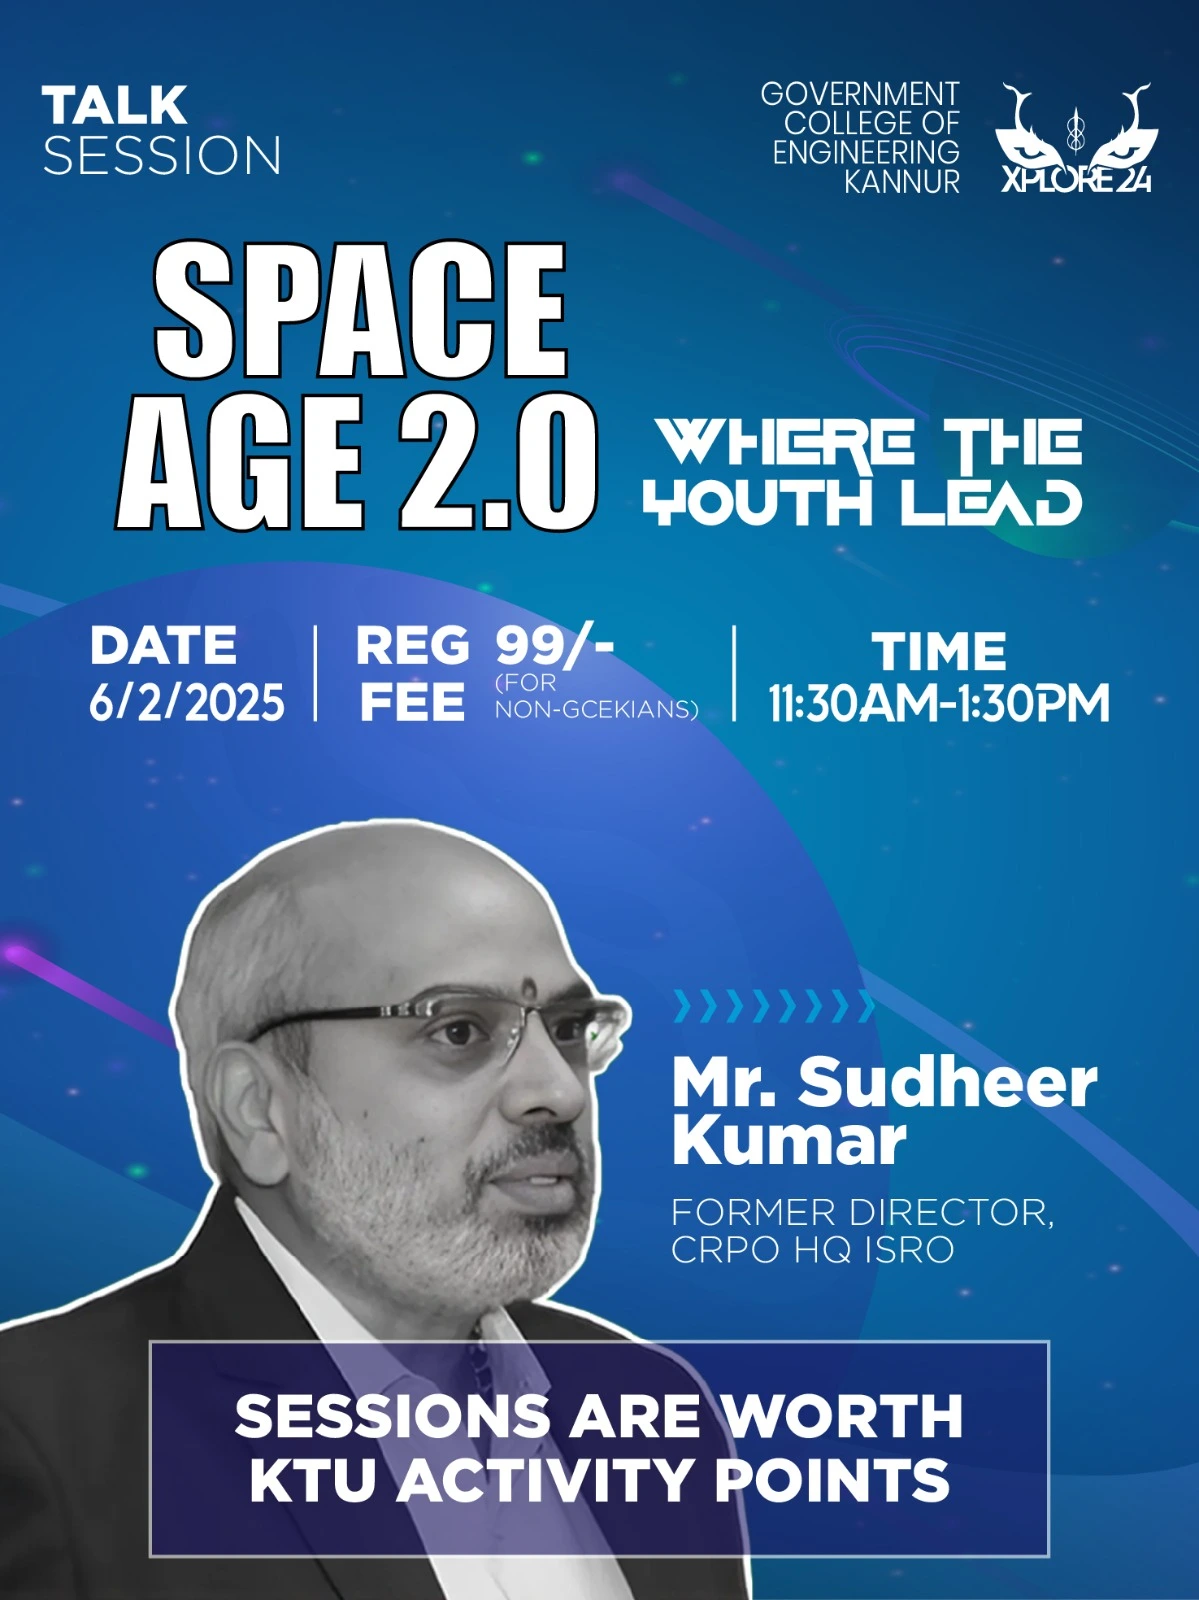 TALK
SESSION
GOVERNMENT
COLLEGE OF
ENGINEERING
KANNUR
XPLORE 24
SPACE
AGE 2.0
WHERE THE
YOUTH LEAD
DATE
6/2/2025
REG
FEE
99/-
(FOR
NON-GCEKIANS)
TIME
11:30AM-1:30PM
Mr. Sudheer
Kumar
FORMER DIRECTOR,
CRPO HQ ISRO
SESSIONS ARE WORTH
KTU ACTIVITY POINTS